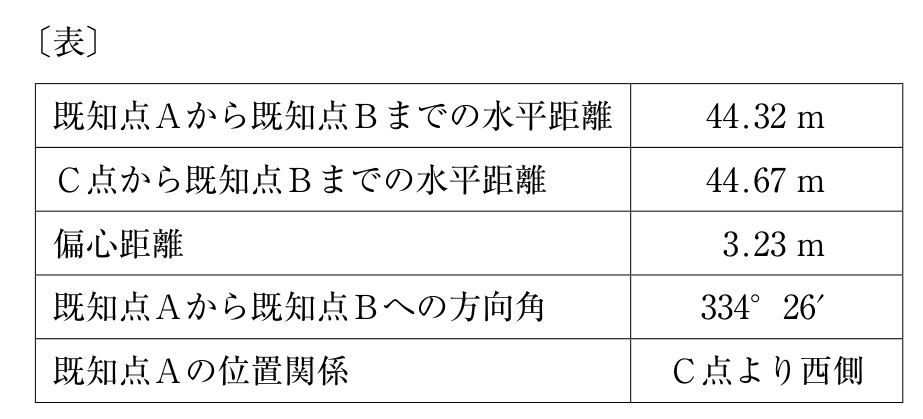 〔表〕
既知点Aから既知点Bまでの水平距離 44.32 m
C点から既知点Bまでの水平距離 44.67 m
偏心距離 3.23 m
既知点Aから既知点Bへの方向角 334° 26′
既知点Aの位置関係 C点より西側